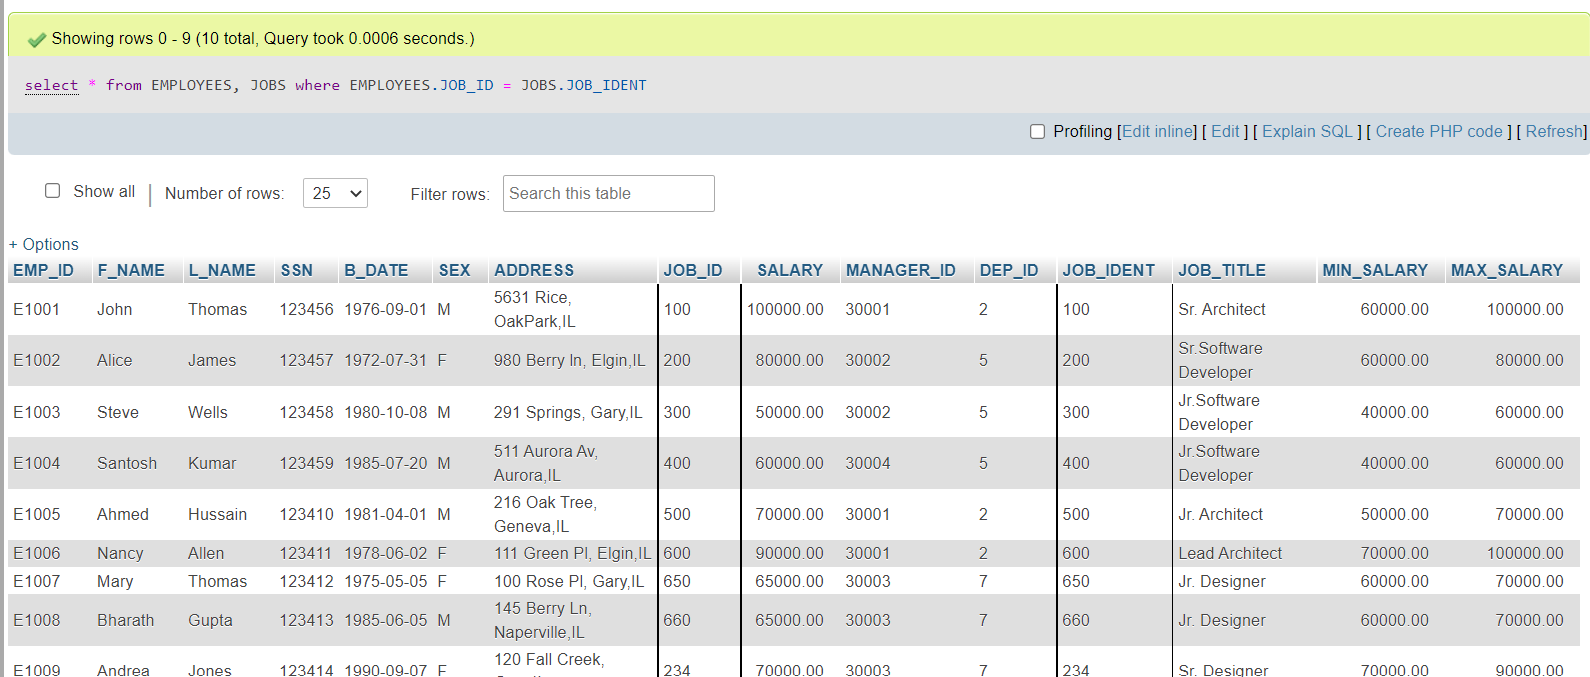 Showing rows 0 - 9 (10 total, Query took 0.0006 seconds.)
select * from EMPLOYEES, JOBS where EMPLOYEES.JOB_ID = JOBS.JOB_IDENT
Profiling [Edit inline] [ Edit ] [ Explain SQL ] [ Create PHP code ] [ Refresh]
Show all | Number of rows: 25 Filter rows: Search this table
+ Options
EMP_ID F_NAME L_NAME SSN B_DATE SEX ADDRESS JOB_ID SALARY MANAGER_ID DEP_ID JOB_IDENT JOB_TITLE MIN_SALARY MAX_SALARY
E1001 John Thomas 123456 1976-09-01 M 5631 Rice, OakPark,IL 100 100000.00 30001 2 100 Sr. Architect 60000.00 100000.00
E1002 Alice James 123457 1972-07-31 F 980 Berry ln, Elgin,IL 200 80000.00 30002 5 200 Sr.Software Developer 60000.00 80000.00
E1003 Steve Wells 123458 1980-10-08 M 291 Springs, Gary,IL 300 50000.00 30002 5 300 Jr.Software Developer 40000.00 60000.00
E1004 Santosh Kumar 123459 1985-07-20 M 511 Aurora Av, Aurora,IL 400 60000.00 30004 5 400 Jr.Software Developer 40000.00 60000.00
E1005 Ahmed Hussain 123410 1981-04-01 M 216 Oak Tree, Geneva,IL 500 70000.00 30001 2 500 Jr. Architect 50000.00 70000.00
E1006 Nancy Allen 123411 1978-06-02 F 111 Green Pl, Elgin,IL 600 90000.00 30001 2 600 Lead Architect 70000.00 100000.00
E1007 Mary Thomas 123412 1975-05-05 F 100 Rose Pl, Gary,IL 650 65000.00 30003 7 650 Jr. Designer 60000.00 70000.00
E1008 Bharath Gupta 123413 1985-06-05 M 145 Berry Ln, Naperville,IL 660 65000.00 30003 7 660 Jr. Designer 60000.00 70000.00
E1009 Andrea Jones 123414 1990-09-07 F 120 Fall Creek, 234 70000.00 30003 7 234 Sr. Designer 70000.00 90000.00